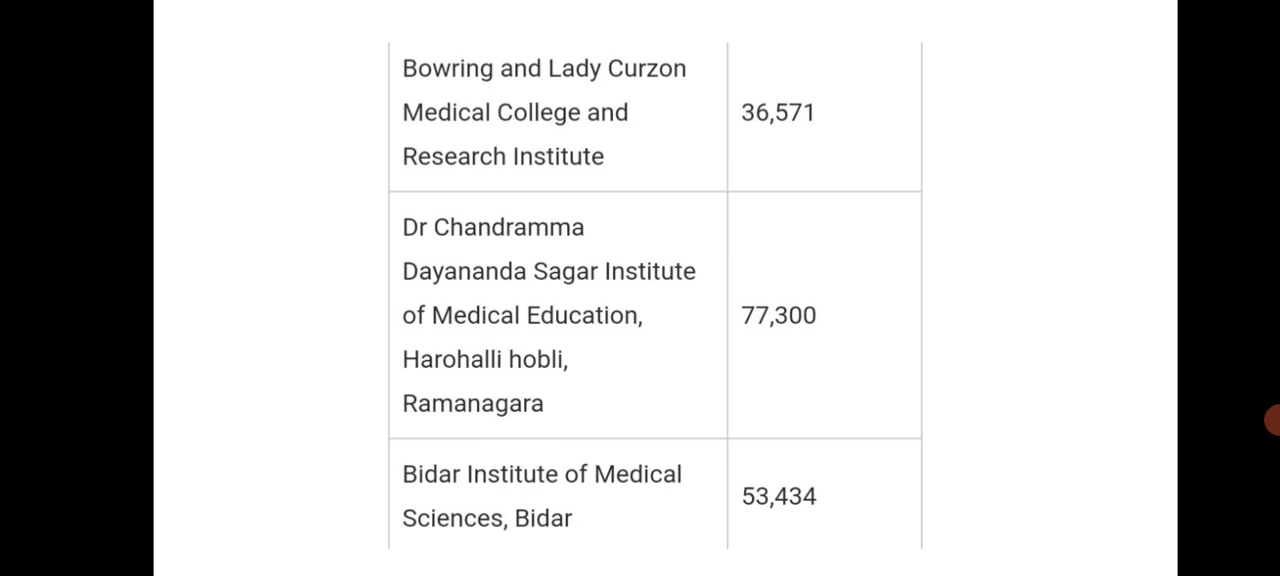 Bowring and Lady Curzon
Medical College and
Research Institute
36,571
Dr Chandramma
Dayananda Sagar Institute
of Medical Education,
Harohalli hobli,
Ramanagara
77,300
Bidar Institute of Medical
Sciences, Bidar
53,434